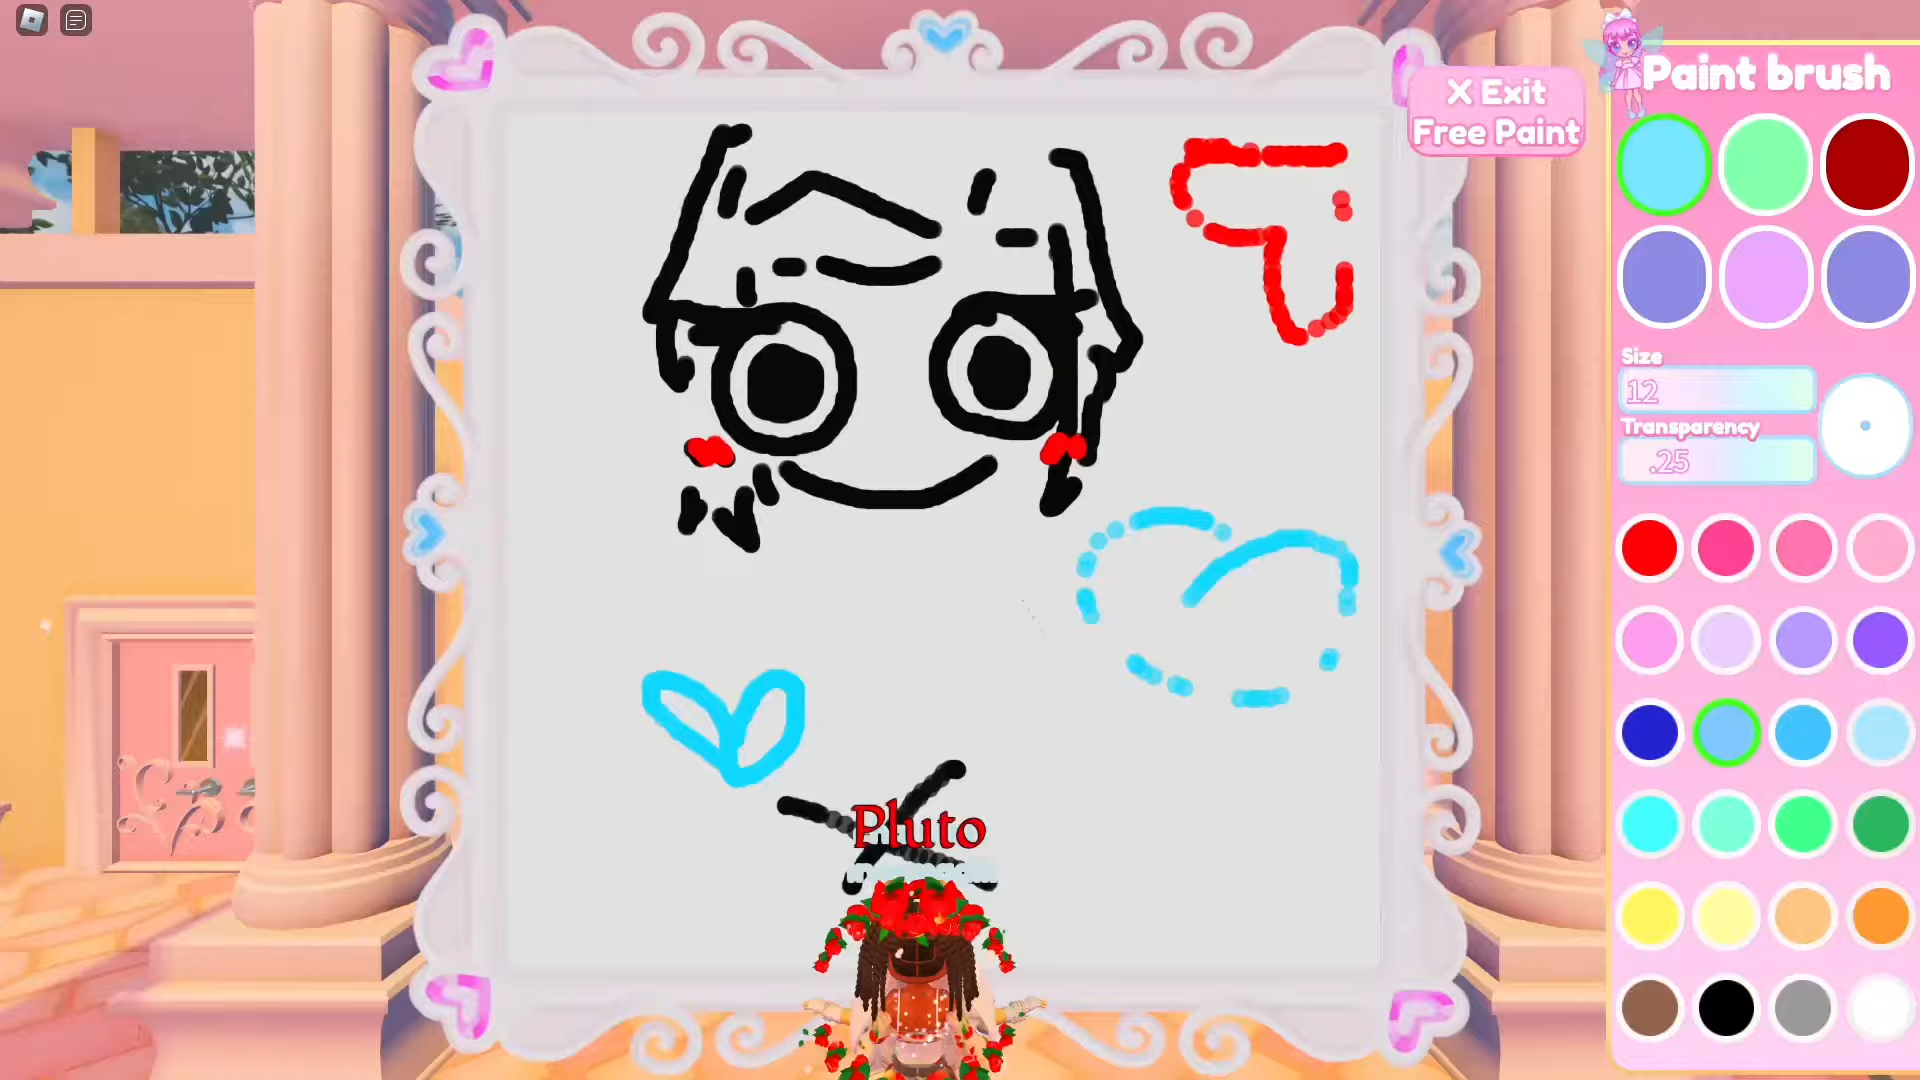 X Exit
Free Paint
Paint brush
Size
12
Transparency
.25
Pluto